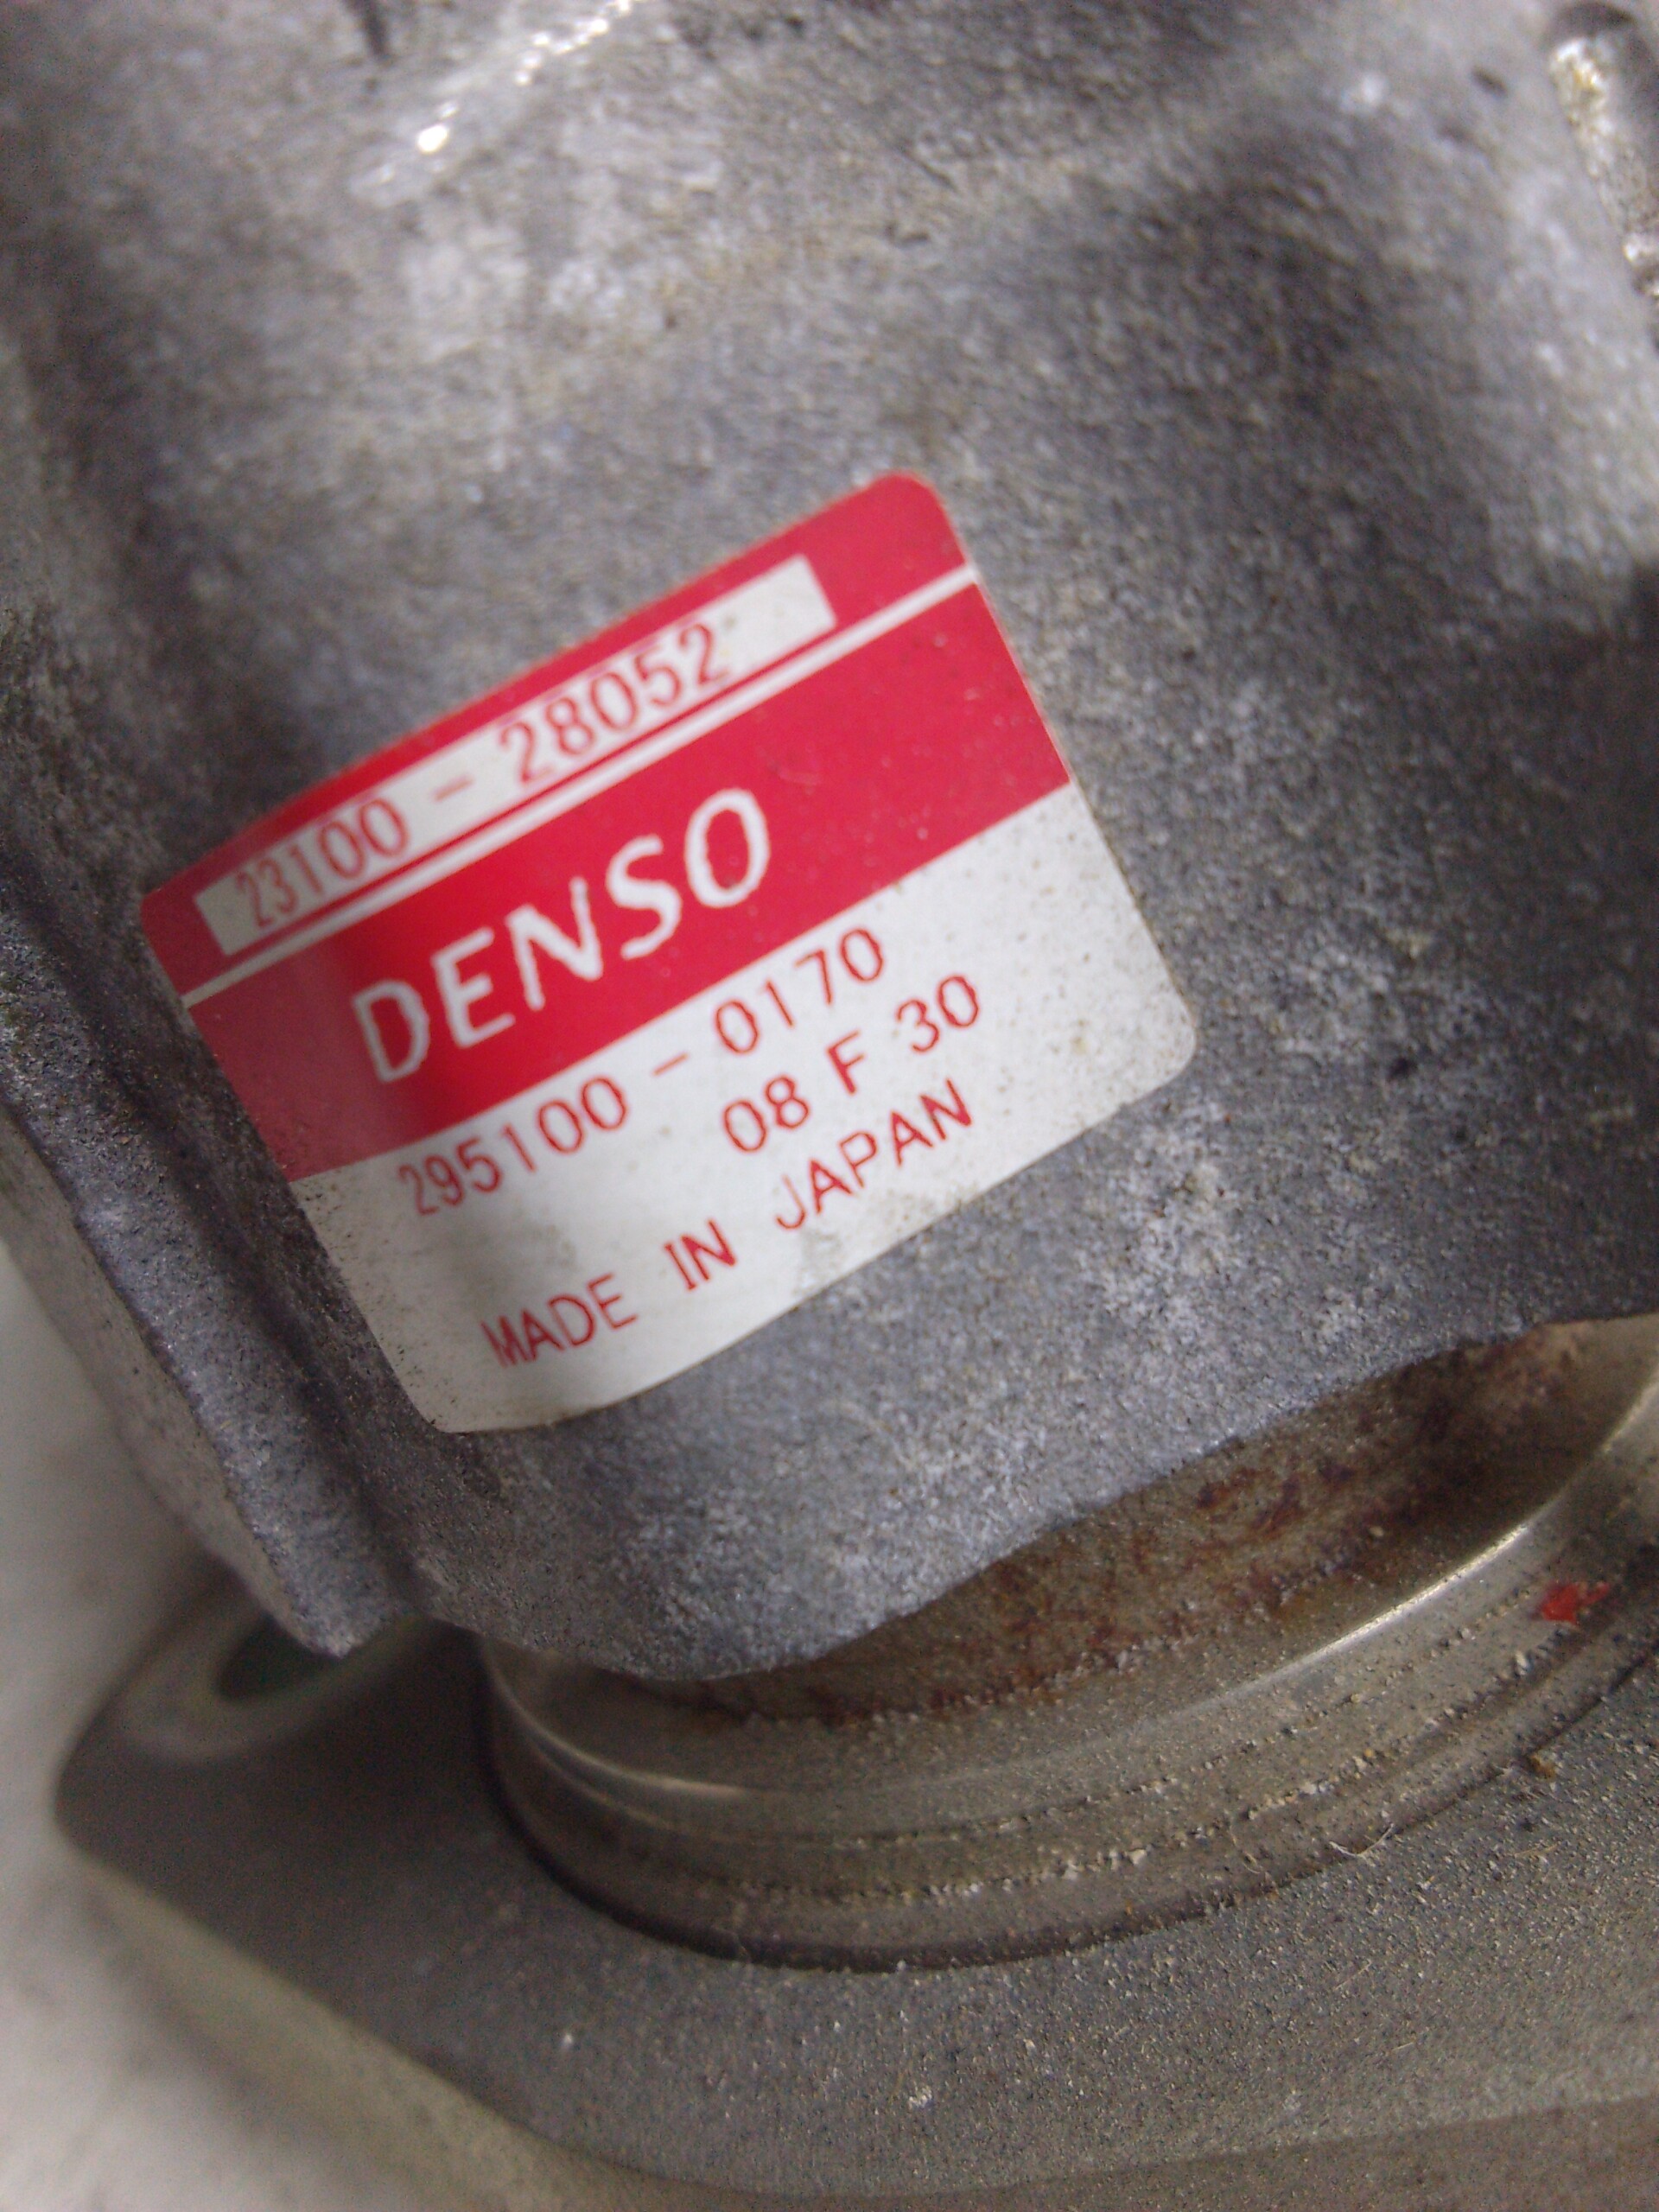 23100-28052
DENSO
295100-0170
08 F 30
MADE IN JAPAN